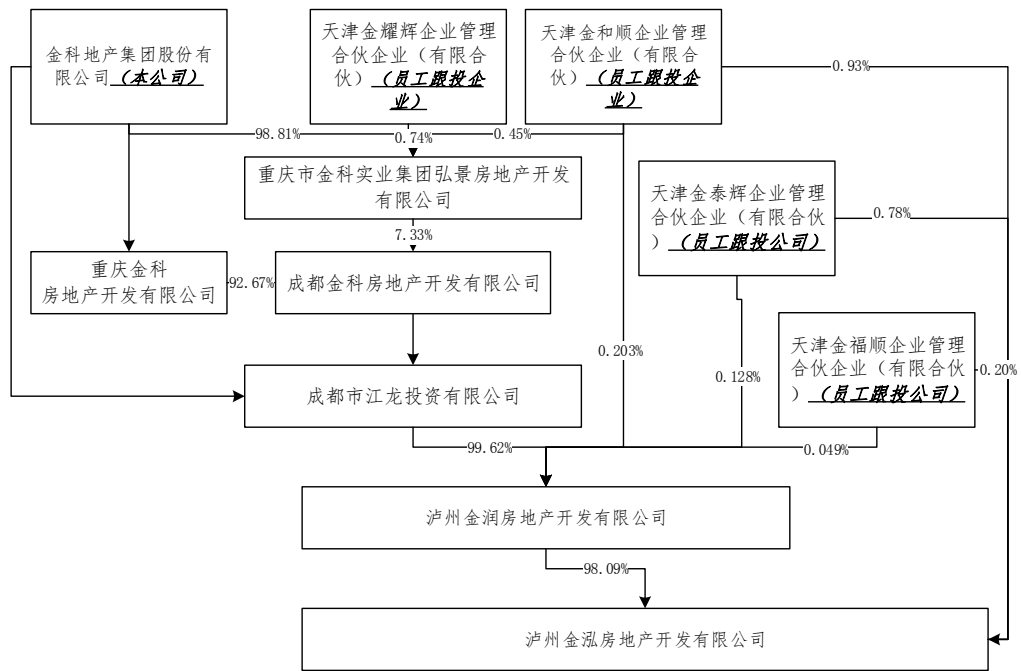 金科地产集团股份有
限公司（本公司）
天津金耀辉企业管理
合伙企业（有限合
伙）（员工跟投企
业）
天津金和顺企业管理
合伙企业（有限合
伙）（员工跟投企
业）
0.93%
98.81%
0.74%
0.45%
重庆市金科实业集团弘景房地产开发
有限公司
天津金泰辉企业管理
合伙企业（有限合伙
）（员工跟投公司）
0.78%
7.33%
重庆金科
房地产开发有限公司
92.67%
成都金科房地产开发有限公司
天津金福顺企业管理
合伙企业（有限合伙
）（员工跟投公司）
0.20%
0.203%
0.128%
成都市江龙投资有限公司
99.62%
0.049%
泸州金润房地产开发有限公司
98.09%
泸州金泓房地产开发有限公司